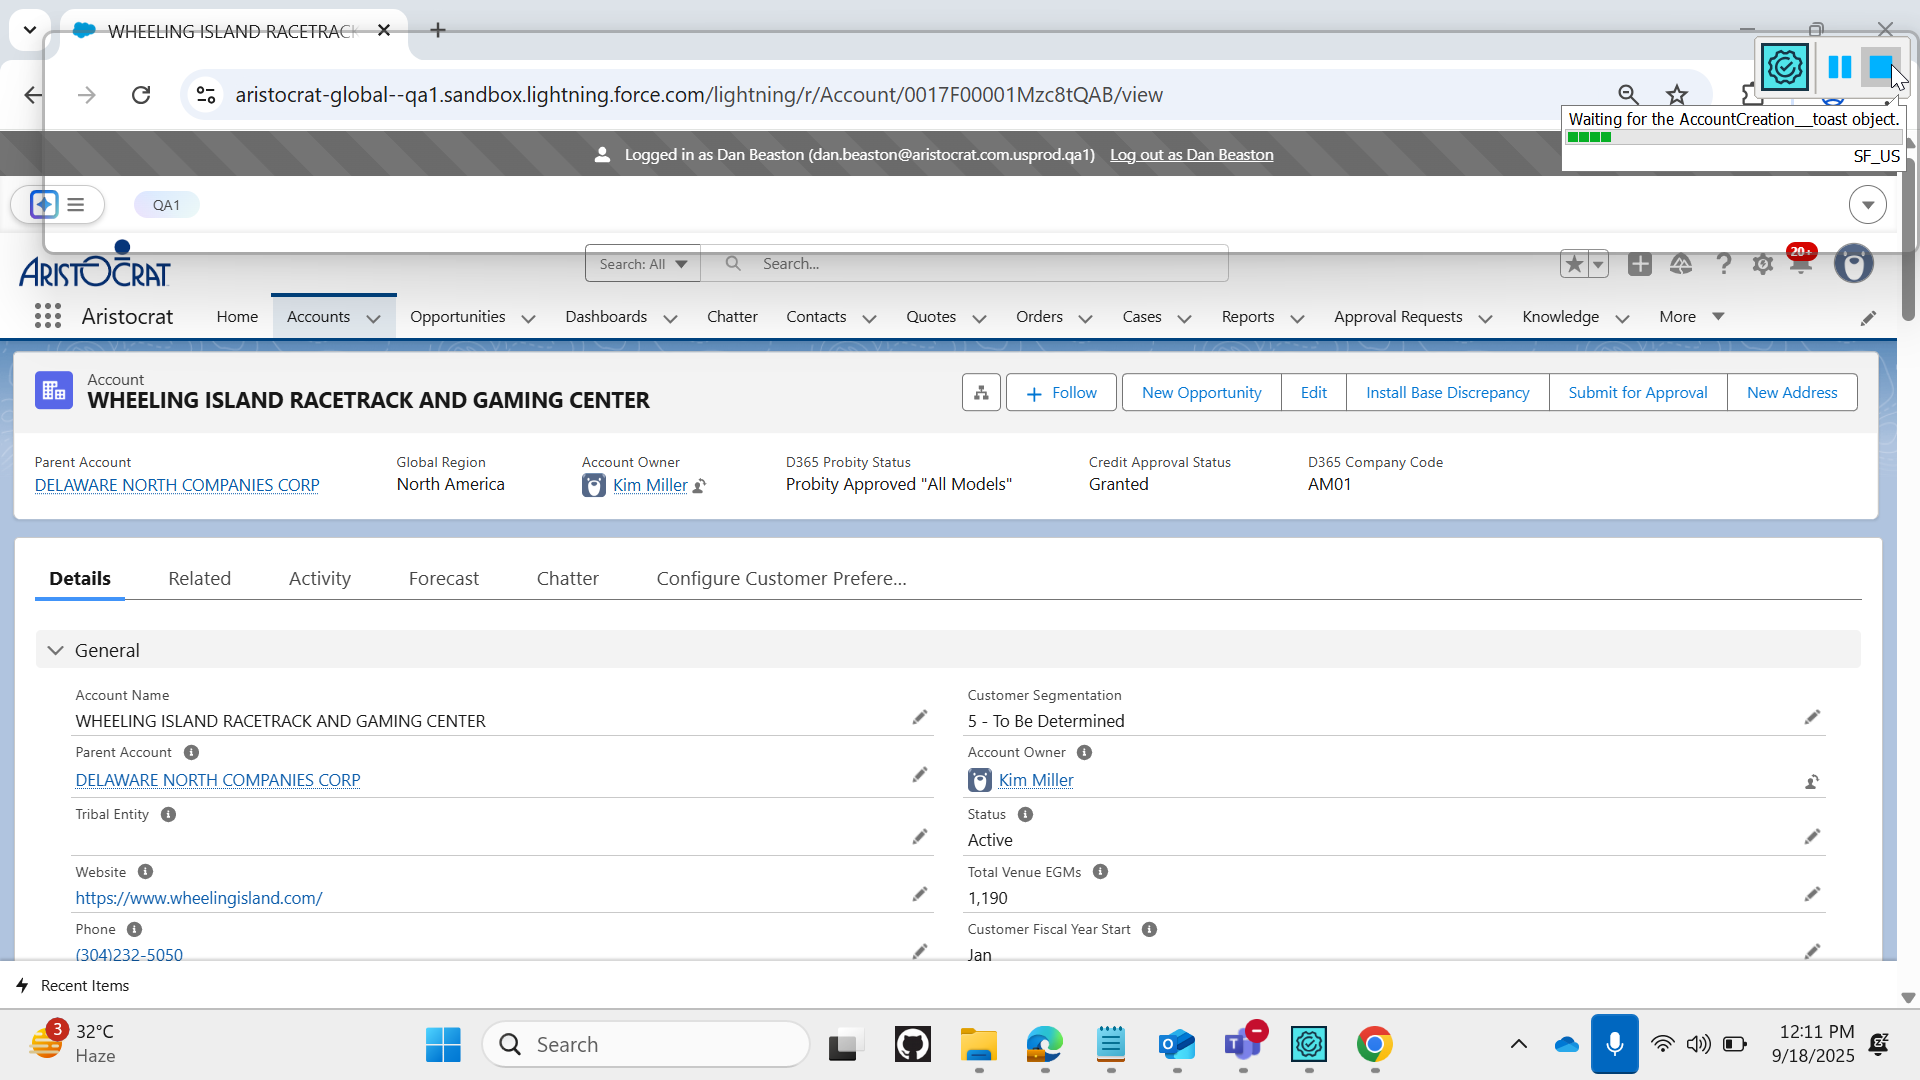 WHEELING ISLAND RACETRACK
aristocrat-global--qa1.sandbox.lightning.force.com/lightning/r/Account/0017F00001Mzc8tQAB/view
Waiting for the AccountCreation__toast object.
SF_US
Logged in as Dan Beaston (dan.beaston@aristocrat.com.usprod.qa1) Log out as Dan Beaston
QA1
ARISTOCRAT
Search: All
Search...
20+
Aristocrat
Home
Accounts
Opportunities
Dashboards
Chatter
Contacts
Quotes
Orders
Cases
Reports
Approval Requests
Knowledge
More
Account
WHEELING ISLAND RACETRACK AND GAMING CENTER
Follow
New Opportunity
Edit
Install Base Discrepancy
Submit for Approval
New Address
Parent Account
DELAWARE NORTH COMPANIES CORP
Global Region
North America
Account Owner
Kim Miller
D365 Probity Status
Probity Approved "All Models"
Credit Approval Status
Granted
D365 Company Code
AM01
Details
Related
Activity
Forecast
Chatter
Configure Customer Prefere...
General
Account Name
WHEELING ISLAND RACETRACK AND GAMING CENTER
Customer Segmentation
5 - To Be Determined
Parent Account
DELAWARE NORTH COMPANIES CORP
Account Owner
Kim Miller
Tribal Entity
Status
Active
Website
https://www.wheelingisland.com/
Total Venue EGMs
1,190
Phone
(304)232-5050
Customer Fiscal Year Start
Jan
Recent Items
3
32°C
Haze
Search
12:11 PM
9/18/2025